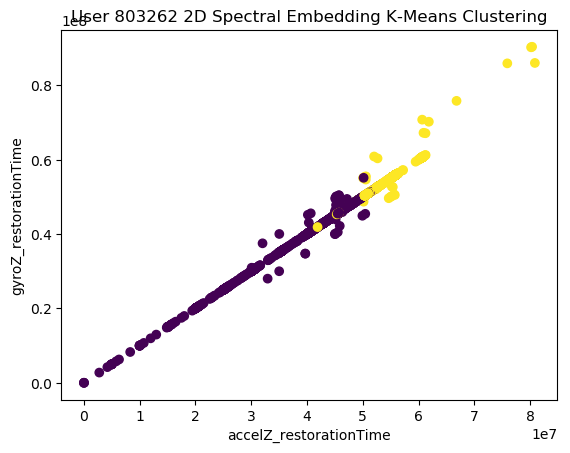 User 803262 2D Spectral Embedding K-Means Clustering
1e8
0.8
0.6
0.4
0.2
0.0
gyroZ_restorationTime
0 1 2 3 4 5 6 7 8
1e7
accelZ_restorationTime